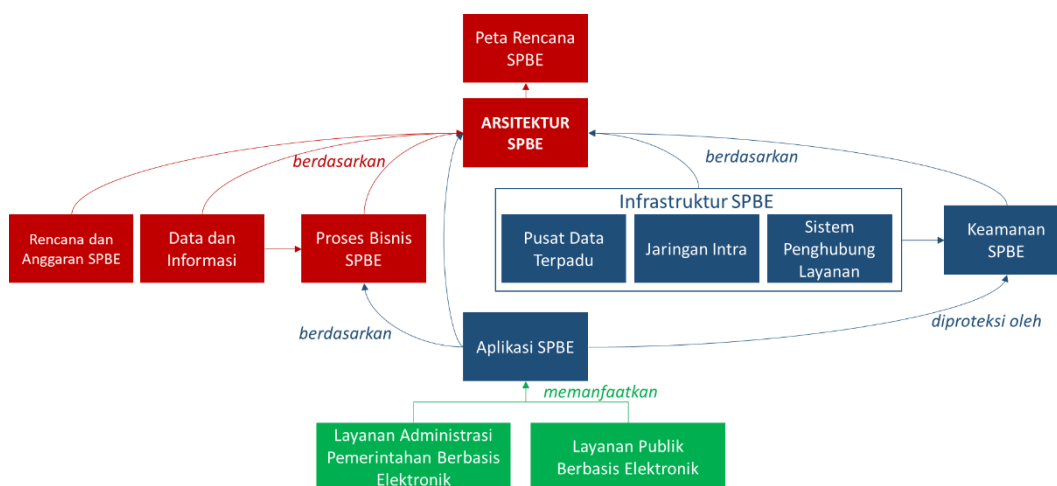 Peta Rencana
SPBE
ARSITEKTUR
SPBE
berdasarkan
berdasarkan
Rencana dan
Anggaran SPBE
Data dan
Informasi
Proses Bisnis
SPBE
Infrastruktur SPBE
Pusat Data
Terpadu
Jaringan Intra
Sistem
Penghubung
Layanan
Keamanan
SPBE
berdasarkan
Aplikasi SPBE
diproteksi oleh
memanfaatkan
Layanan Administrasi
Pemerintahan Berbasis
Elektronik
Layanan Publik
Berbasis Elektronik